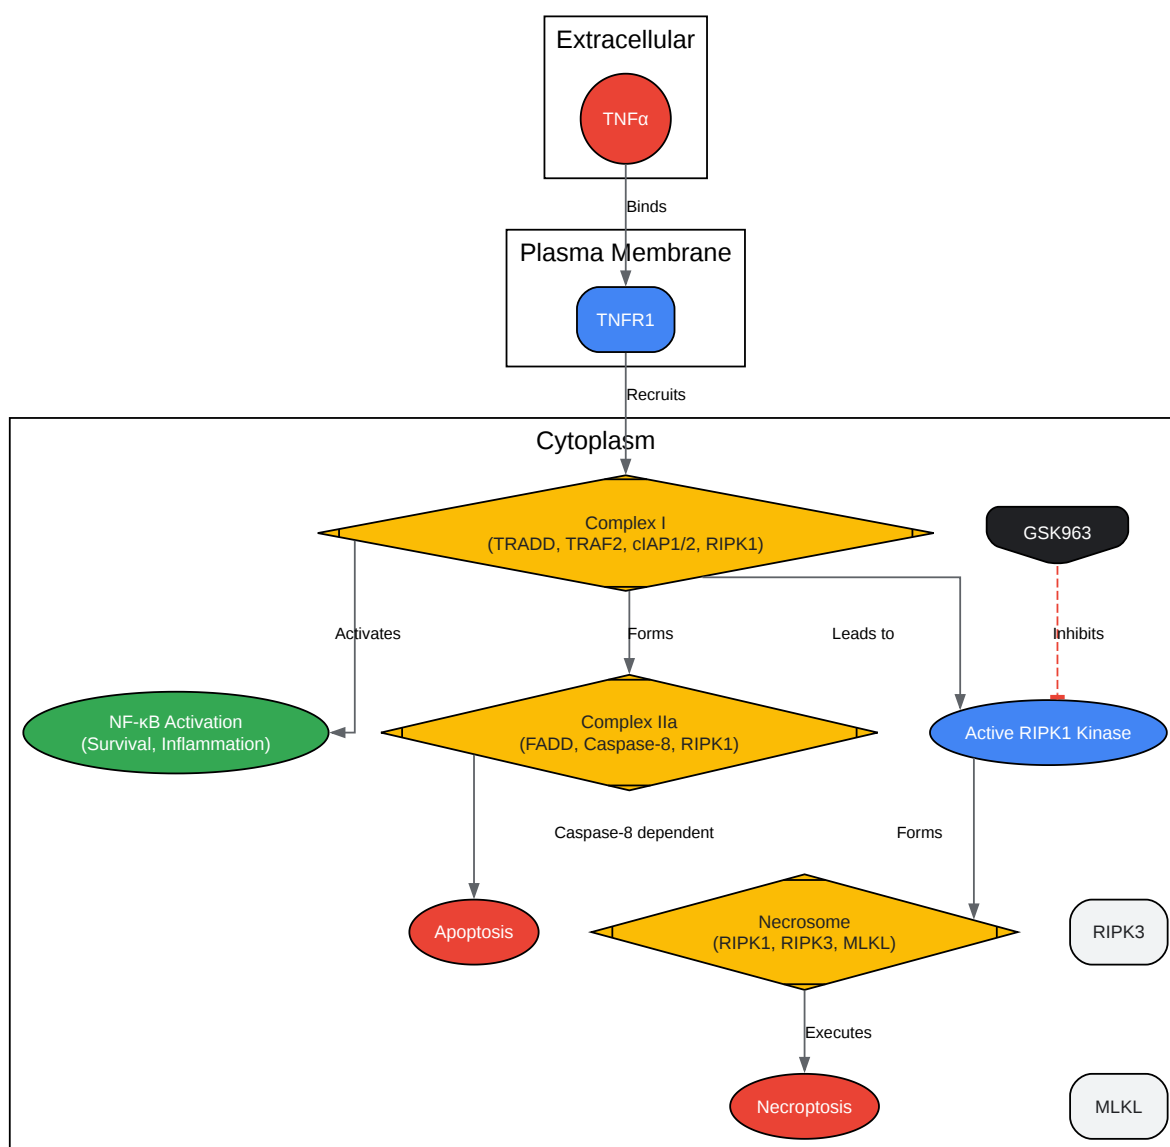 Extracellular
TNFα
Binds
Plasma Membrane
TNFR1
Recruits
Cytoplasm
Complex I
(TRADD, TRAF2, cIAP1/2, RIPK1)
GSK963
Activates
Forms
Leads to
Inhibits
NF-κB Activation
(Survival, Inflammation)
Complex IIa
(FADD, Caspase-8, RIPK1)
Active RIPK1 Kinase
Caspase-8 dependent
Forms
Apoptosis
Necrosome
(RIPK1, RIPK3, MLKL)
RIPK3
Executes
Necroptosis
MLKL